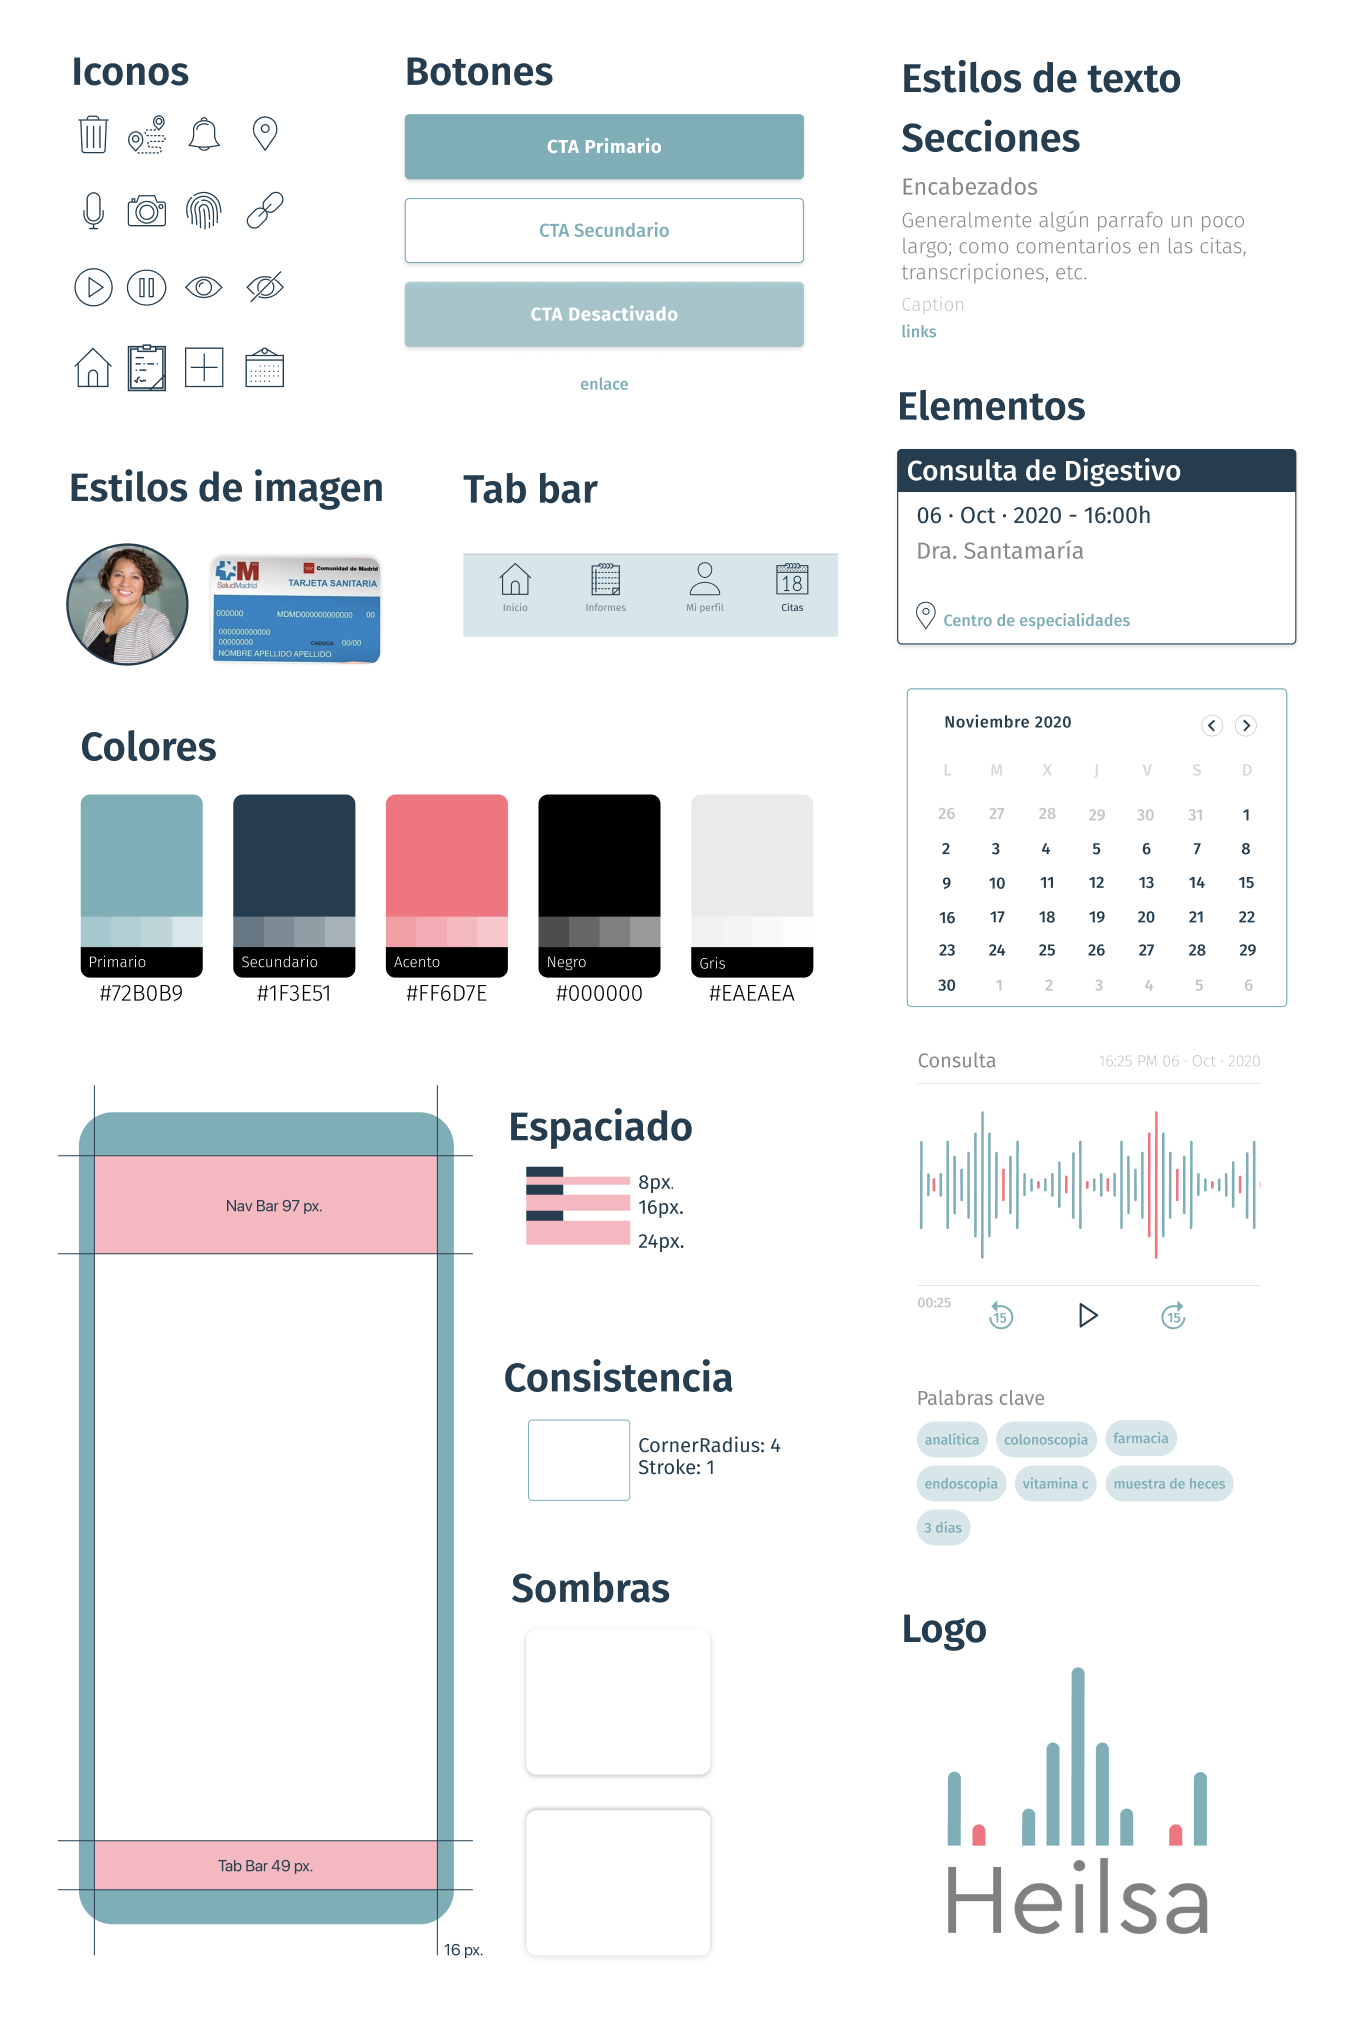 Iconos
Botones
CTA Primario
CTA Secundario
CTA Desactivado
enlace
Estilos de texto
Secciones
Encabezados
Generalmente algún parrafo un poco
largo; como comentarios en las citas,
transcripciones, etc.
Caption
links
Estilos de imagen
SaludMadrid
Comunidad de Madrid
TARJETA SANITARIA
000000 MDMD000000000000 00
000000000000
00000000 CADUCA: 00/00
NOMBRE APELLIDO APELLIDO
Tab bar
18
Inicio
Informes
Mi perfil
Citas
Elementos
Consulta de Digestivo
06 · Oct · 2020 - 16:00h
Dra. Santamaría
Centro de especialidades
Noviembre 2020
L M X J V S D
26 27 28 29 30 31 1
2 3 4 5 6 7 8
9 10 11 12 13 14 15
16 17 18 19 20 21 22
23 24 25 26 27 28 29
30 1 2 3 4 5 6
Colores
Primario
#72B0B9
Secundario
#1F3E51
Acento
#FF6D7E
Negro
#000000
Gris
#EAEAEA
Consulta
16:25 PM 06 · Oct · 2020
00:25
15
15
Palabras clave
analítica
colonoscopia
farmacia
endoscopia
vitamina c
muestra de heces
3 días
Nav Bar 97 px.
Tab Bar 49 px.
16 px.
Espaciado
8px.
16px.
24px.
Consistencia
CornerRadius: 4
Stroke: 1
Sombras
Logo
Heilsa